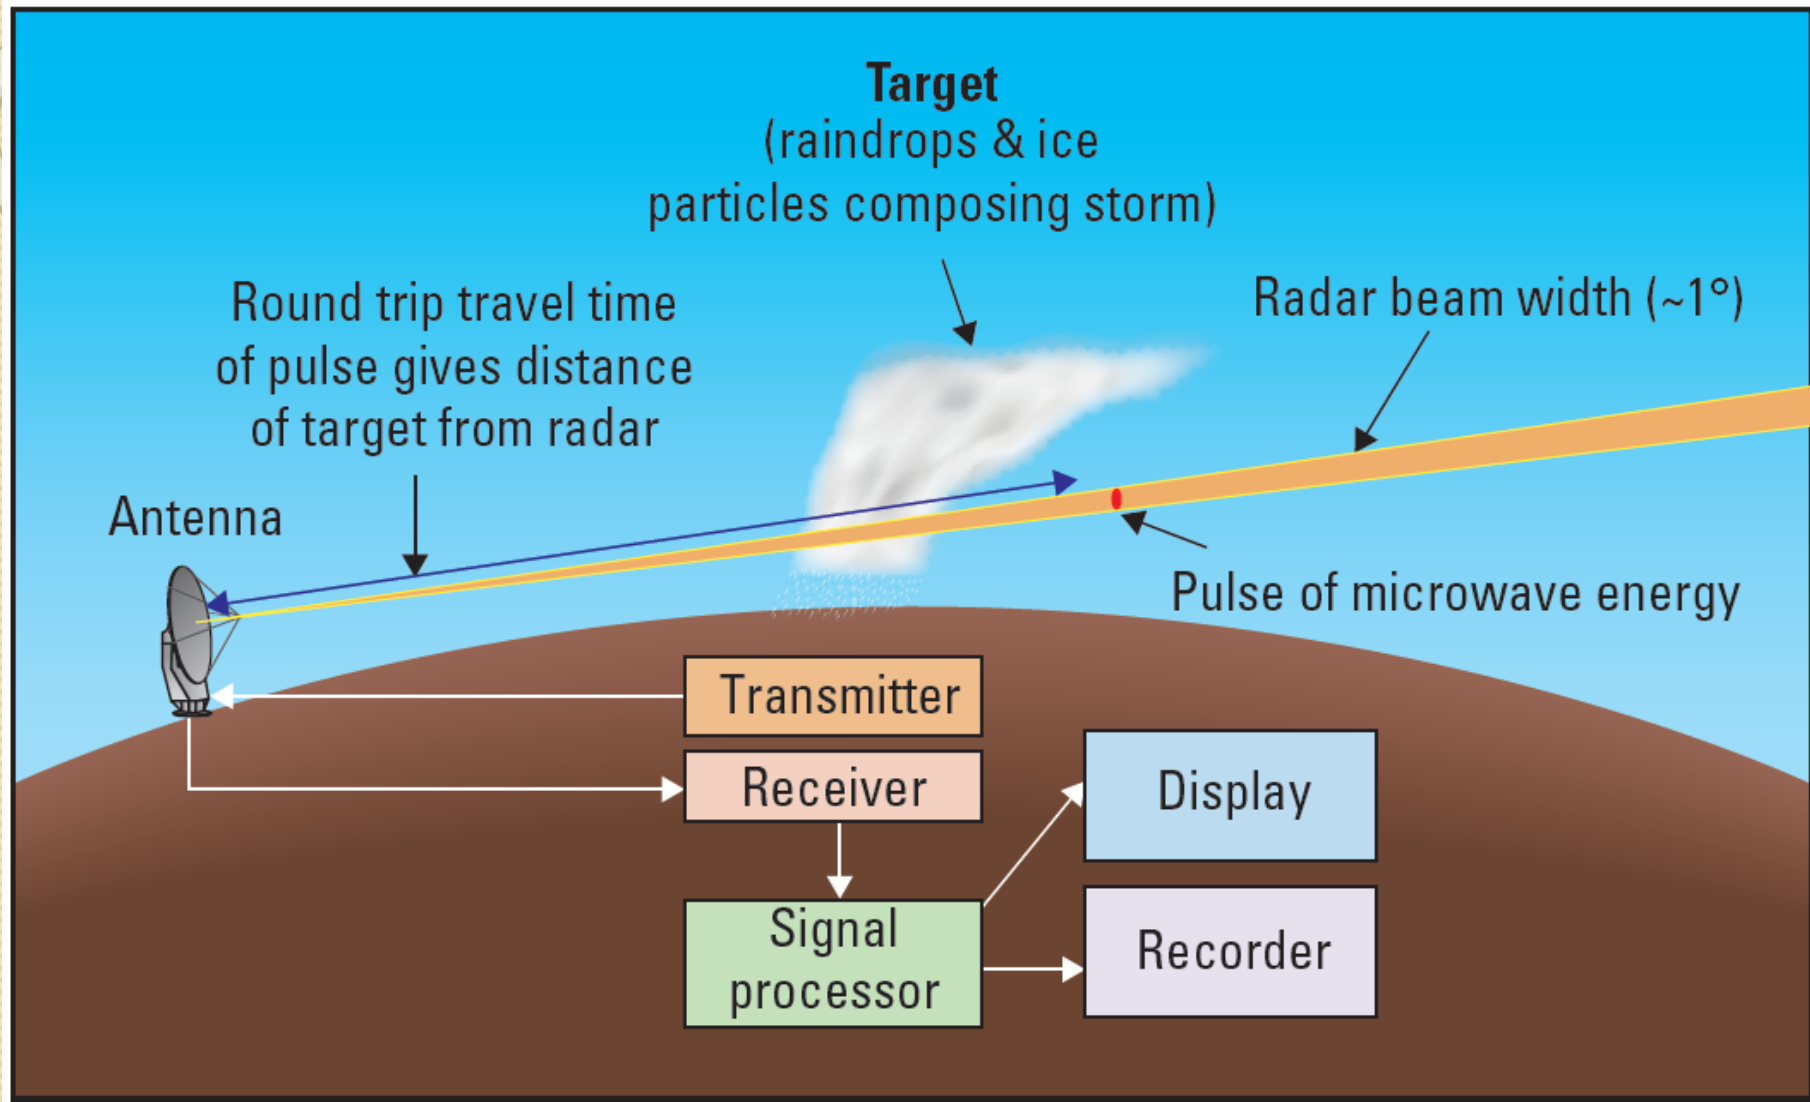 Target
(raindrops & ice
particles composing storm)
Round trip travel time
of pulse gives distance
of target from radar
Radar beam width (~1°)
Antenna
Pulse of microwave energy
Transmitter
Receiver
Display
Signal
processor
Recorder